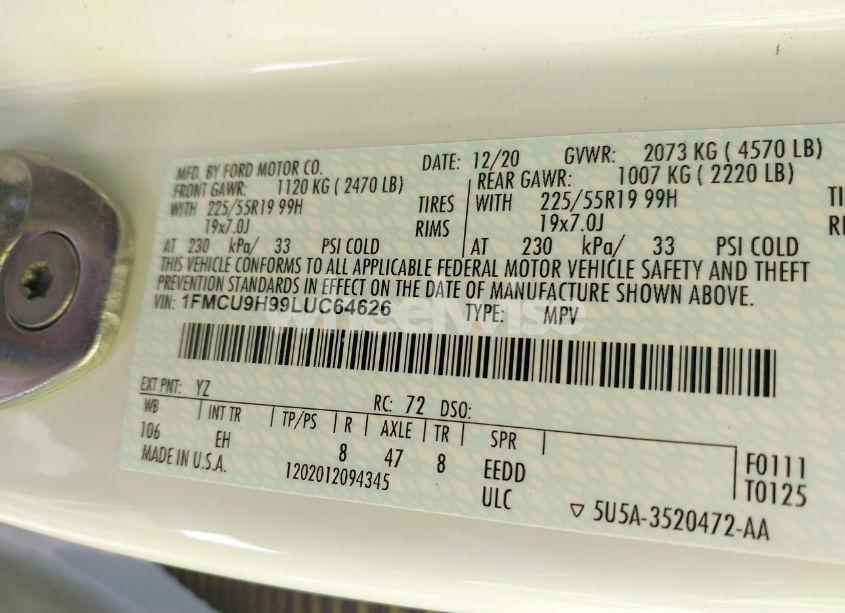 MFD. BY FORD MOTOR CO. DATE: 12/20 GVWR: 2073 KG ( 4570 LB)
FRONT GAWR: 1120 KG ( 2470 LB) REAR GAWR: 1007 KG ( 2220 LB)
WITH 225/55R19 99H TIRES WITH 225/55R19 99H
19x7.0J RIMS 19x7.0J
AT 230 kPa/ 33 PSI COLD AT 230 kPa/ 33 PSI COLD
THIS VEHICLE CONFORMS TO ALL APPLICABLE FEDERAL MOTOR VEHICLE SAFETY AND THEFT
PREVENTION STANDARDS IN EFFECT ON THE DATE OF MANUFACTURE SHOWN ABOVE.
VIN: 1FMCU9H99LUC64626 TYPE: MPV
wheelwise
EXT PNT: YZ RC: 72 DSO:
WB INT TR TP/PS R AXLE TR SPR
106 EH 8 47 8 EEDD F0111
MADE IN U.S.A. 1202012094345 ULC T0125
▽ 5U5A-3520472-AA